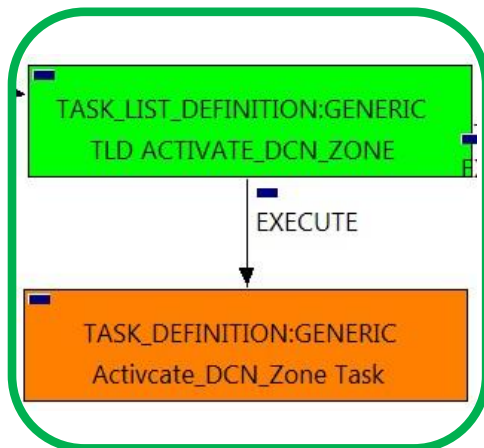 TASK_LIST_DEFINITION:GENERIC
TLD ACTIVATE_DCN_ZONE
EXECUTE
TASK_DEFINITION:GENERIC
Activcate_DCN_Zone Task